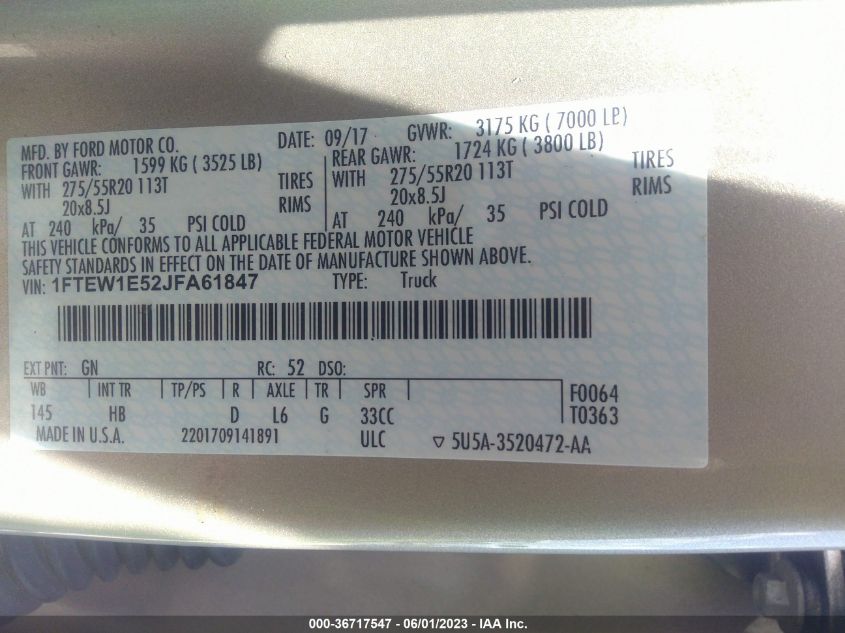 MFD. BY FORD MOTOR CO. DATE: 09/17 GVWR: 3175 KG ( 7000 LB)
FRONT GAWR: 1599 KG ( 3525 LB) REAR GAWR: 1724 KG ( 3800 LB)
WITH 275/55R20 113T TIRES WITH 275/55R20 113T TIRES
20x8.5J RIMS 20x8.5J RIMS
AT 240 kPa/ 35 PSI COLD AT 240 kPa/ 35 PSI COLD
THIS VEHICLE CONFORMS TO ALL APPLICABLE FEDERAL MOTOR VEHICLE
SAFETY STANDARDS IN EFFECT ON THE DATE OF MANUFACTURE SHOWN ABOVE.
VIN: 1FTEW1E52JFA61847 TYPE: Truck
EXT PNT: GN RC: 52 DSO:
WB INT TR TP/PS R AXLE TR SPR F0064
145 HB D L6 G 33CC T0363
MADE IN U.S.A. 2201709141891 ULC ▽ 5U5A-3520472-AA
000-36717547 - 06/01/2023 - IAA Inc.